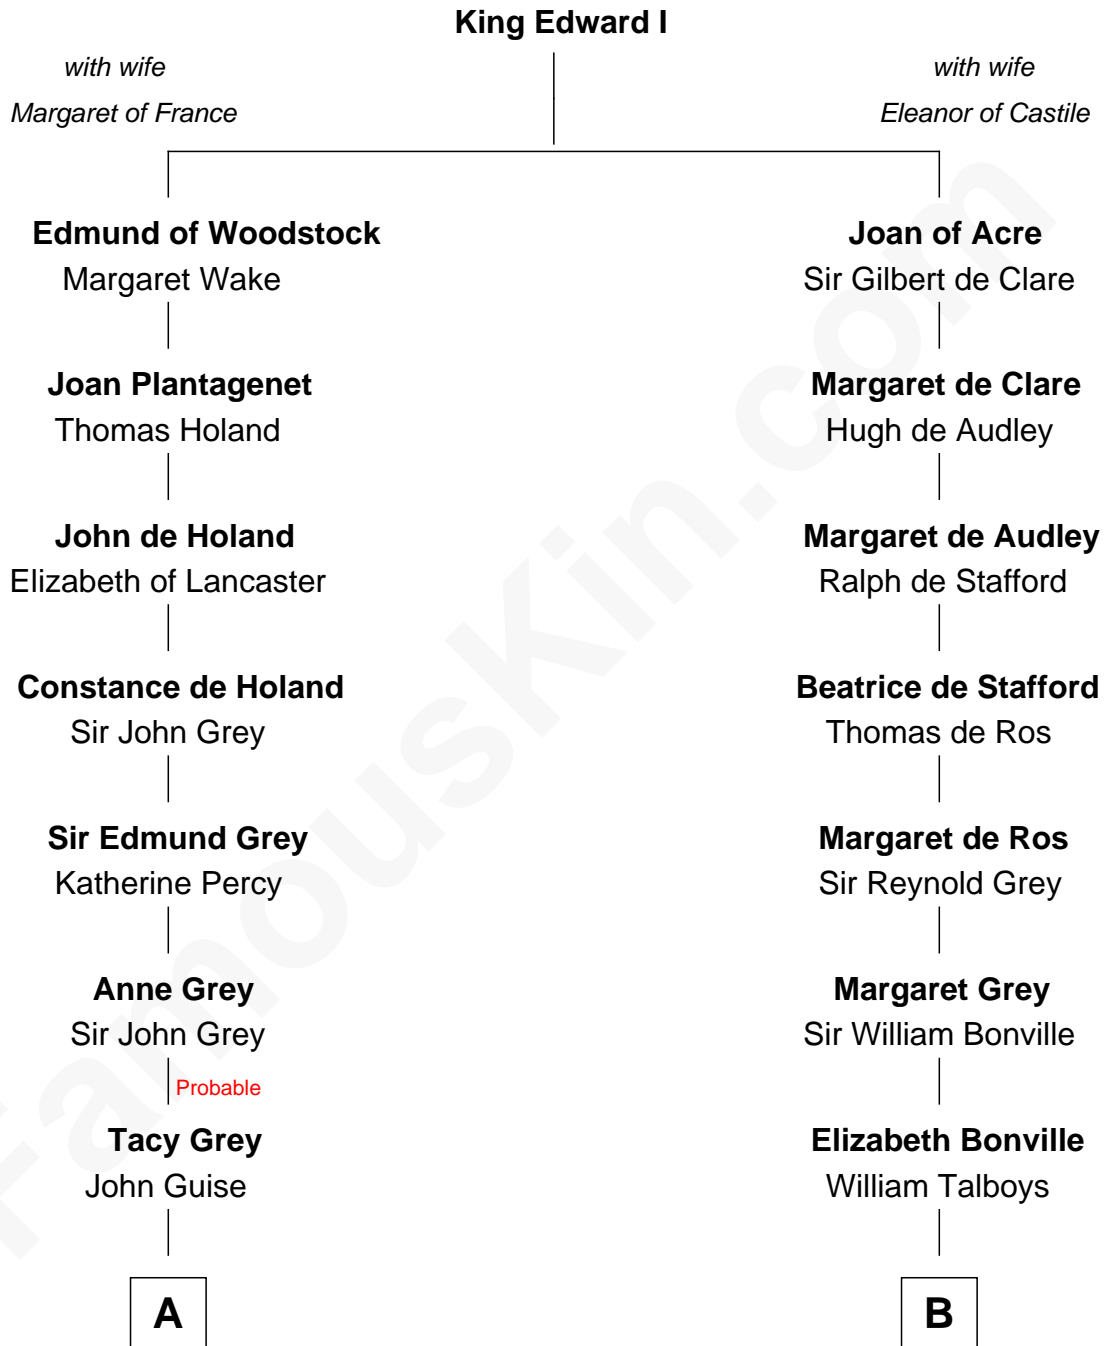 King Edward I
with wife
Margaret of France
with wife
Eleanor of Castile
Edmund of Woodstock
Margaret Wake
Joan of Acre
Sir Gilbert de Clare
Joan Plantagenet
Thomas Holand
Margaret de Clare
Hugh de Audley
John de Holand
Elizabeth of Lancaster
Margaret de Audley
Ralph de Stafford
Constance de Holand
Sir John Grey
Beatrice de Stafford
Thomas de Ros
Sir Edmund Grey
Katherine Percy
Margaret de Ros
Sir Reynold Grey
Anne Grey
Sir John Grey
Margaret Grey
Sir William Bonville
Probable
Tacy Grey
John Guise
Elizabeth Bonville
William Talboys
A
B
FamousKin.com